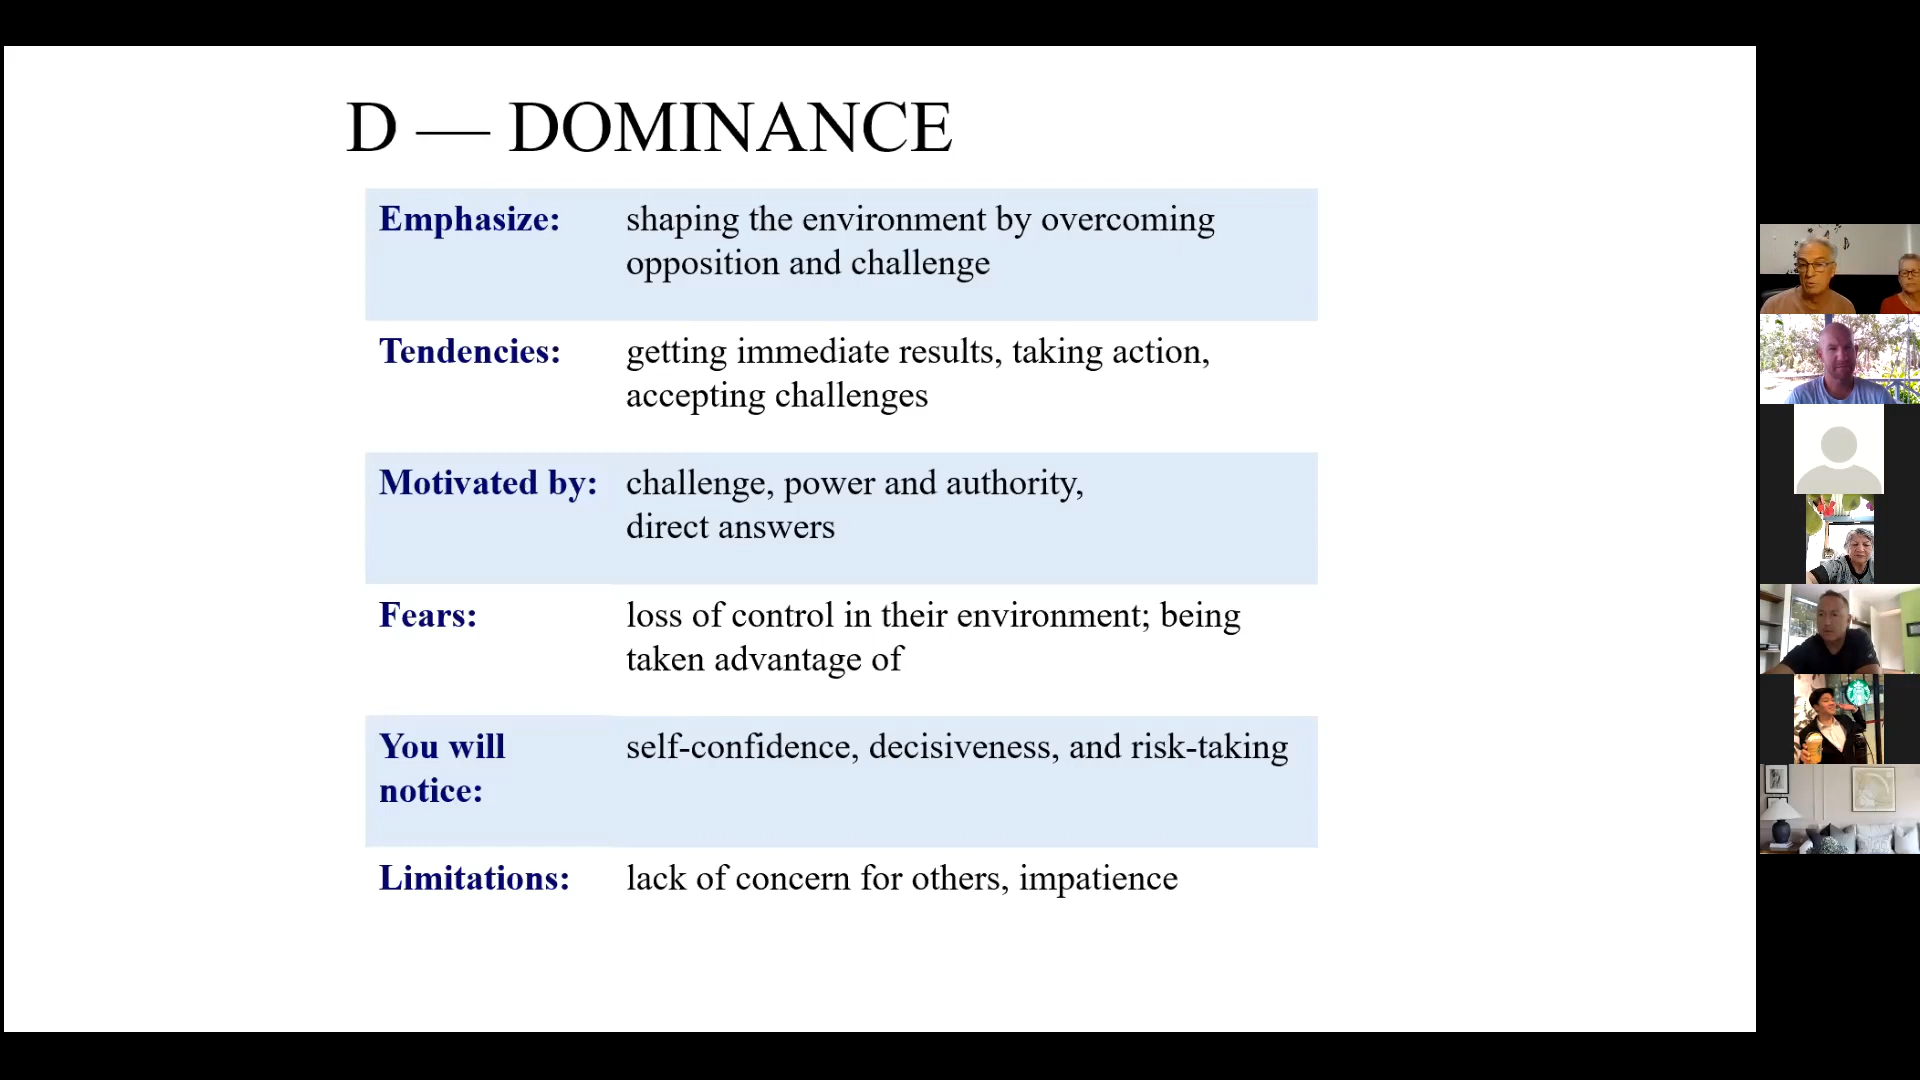 D — DOMINANCE
Emphasize: shaping the environment by overcoming
opposition and challenge
Tendencies: getting immediate results, taking action,
accepting challenges
Motivated by: challenge, power and authority,
direct answers
Fears: loss of control in their environment; being
taken advantage of
You will self-confidence, decisiveness, and risk-taking
notice:
Limitations: lack of concern for others, impatience